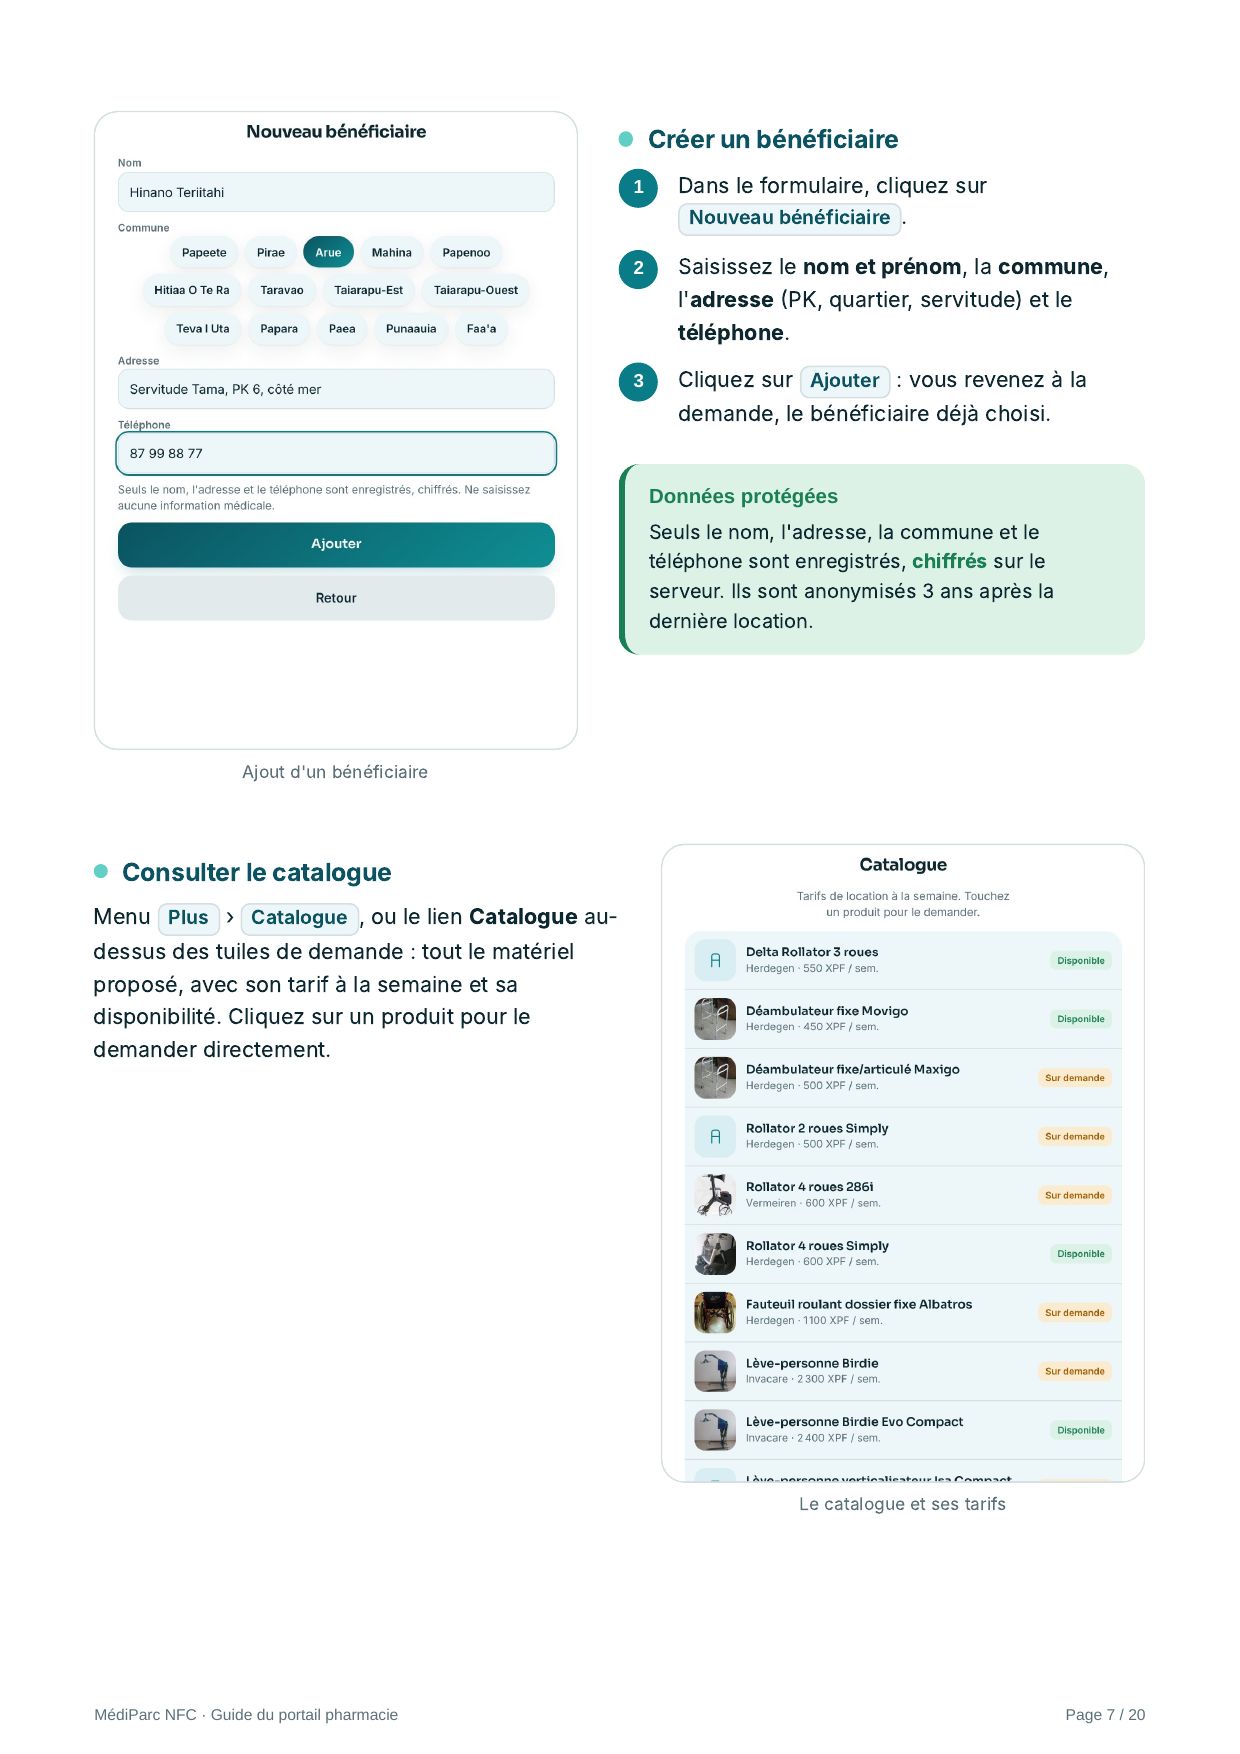 Nouveau bénéficiaire
Nom
Hinano Teriitahi
Commune
Papeete Pirae Arue Mahina Papenoo
Hitiaa O Te Ra Taravao Taiarapu-Est Taiarapu-Ouest
Teva I Uta Papara Paea Punaauia Faa'a
Adresse
Servitude Tama, PK 6, côté mer
Téléphone
87 99 88 77
Seuls le nom, l'adresse et le téléphone sont enregistrés, chiffrés. Ne saisissez
aucune information médicale.
Ajouter
Retour
Ajout d'un bénéficiaire
Créer un bénéficiaire
1 Dans le formulaire, cliquez sur
Nouveau bénéficiaire .
2 Saisissez le nom et prénom, la commune,
l'adresse (PK, quartier, servitude) et le
téléphone.
3 Cliquez sur Ajouter : vous revenez à la
demande, le bénéficiaire déjà choisi.
Données protégées
Seuls le nom, l'adresse, la commune et le
téléphone sont enregistrés, chiffrés sur le
serveur. Ils sont anonymisés 3 ans après la
dernière location.
Consulter le catalogue
Menu Plus › Catalogue , ou le lien Catalogue au-
dessus des tuiles de demande : tout le matériel
proposé, avec son tarif à la semaine et sa
disponibilité. Cliquez sur un produit pour le
demander directement.
Catalogue
Tarifs de location à la semaine. Touchez
un produit pour le demander.
Delta Rollator 3 roues
Herdegen · 550 XPF / sem.
Disponible
Déambulateur fixe Movigo
Herdegen · 450 XPF / sem.
Disponible
Déambulateur fixe/articulé Maxigo
Herdegen · 500 XPF / sem.
Sur demande
Rollator 2 roues Simply
Herdegen · 500 XPF / sem.
Sur demande
Rollator 4 roues 286i
Vermeiren · 600 XPF / sem.
Sur demande
Rollator 4 roues Simply
Herdegen · 600 XPF / sem.
Disponible
Fauteuil roulant dossier fixe Albatros
Herdegen · 1 100 XPF / sem.
Sur demande
Lève-personne Birdie
Invacare · 2 300 XPF / sem.
Sur demande
Lève-personne Birdie Evo Compact
Invacare · 2 400 XPF / sem.
Disponible
Lève-personne verticalisateur Isa Compact
Le catalogue et ses tarifs
MédiParc NFC · Guide du portail pharmacie
Page 7 / 20